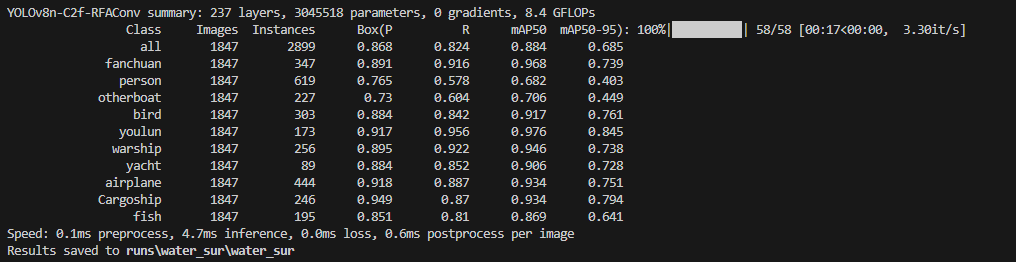 YOLOv8n-C2f-RFAConv summary: 237 layers, 3045518 parameters, 0 gradients, 8.4 GFLOPs
Class Images Instances Box(P R mAP50 mAP50-95): 100%|██████████| 58/58 [00:17<00:00, 3.30it/s]
all 1847 2899 0.868 0.824 0.884 0.685
fanchuan 1847 347 0.891 0.916 0.968 0.739
person 1847 619 0.765 0.578 0.682 0.403
otherboat 1847 227 0.73 0.604 0.706 0.449
bird 1847 303 0.884 0.842 0.917 0.761
youlun 1847 173 0.917 0.956 0.976 0.845
warship 1847 256 0.895 0.922 0.946 0.738
yacht 1847 89 0.884 0.852 0.906 0.728
airplane 1847 444 0.918 0.887 0.934 0.751
Cargoship 1847 246 0.949 0.87 0.934 0.794
fish 1847 195 0.851 0.81 0.869 0.641
Speed: 0.1ms preprocess, 4.7ms inference, 0.0ms loss, 0.6ms postprocess per image
Results saved to runs\water_sur\water_sur